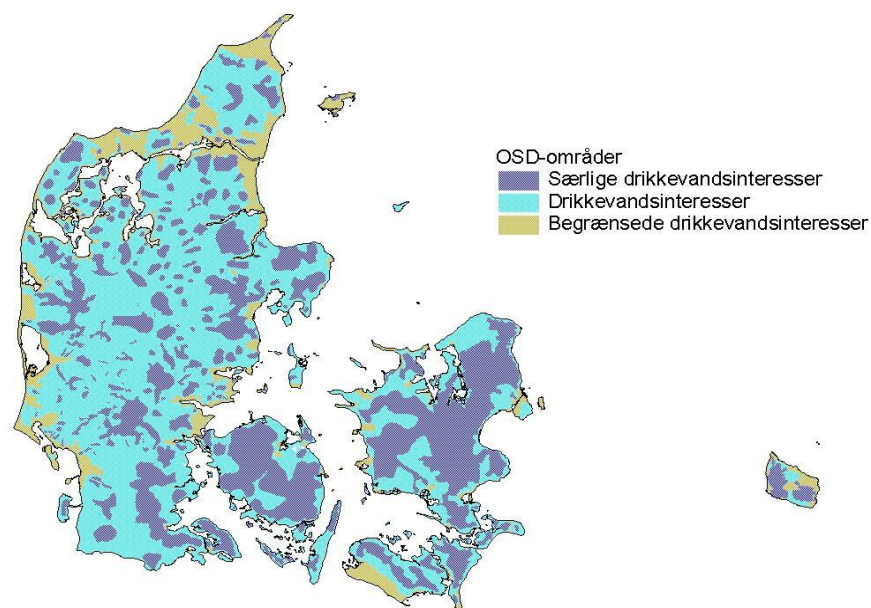 OSD-områder
Særlige drikkevandsinteresser
Drikkevandsinteresser
Begrænsede drikkevandsinteresser